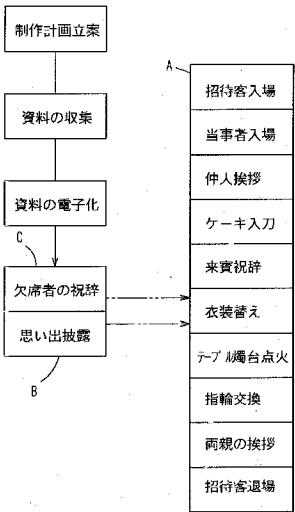 制作計画立案
資料の収集
資料の電子化
C
欠席者の祝辞
思い出披露
B
A
招待客入場
当事者入場
仲人挨拶
ケーキ入刀
来賓祝辞
衣装替え
テーブル燭台点火
指輪交換
両親の挨拶
招待客退場